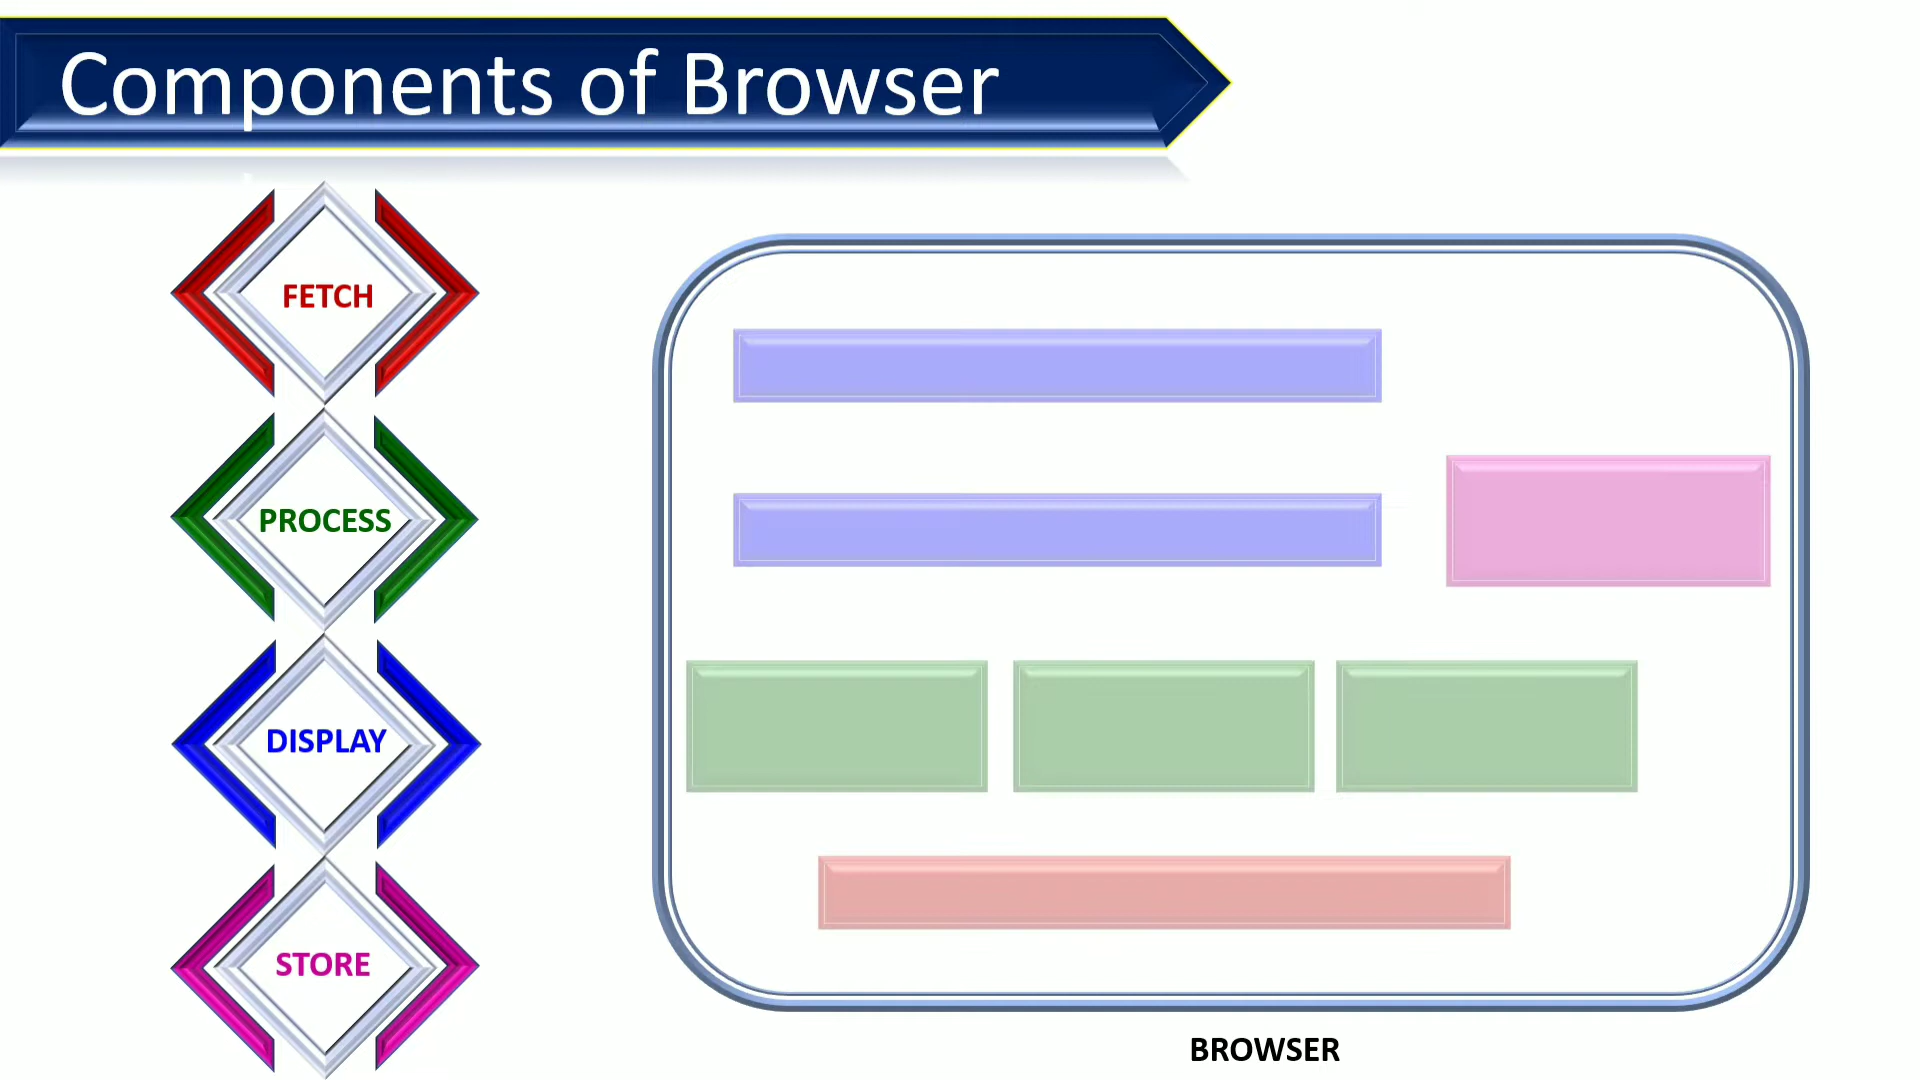 Components of Browser
FETCH
PROCESS
DISPLAY
STORE
BROWSER